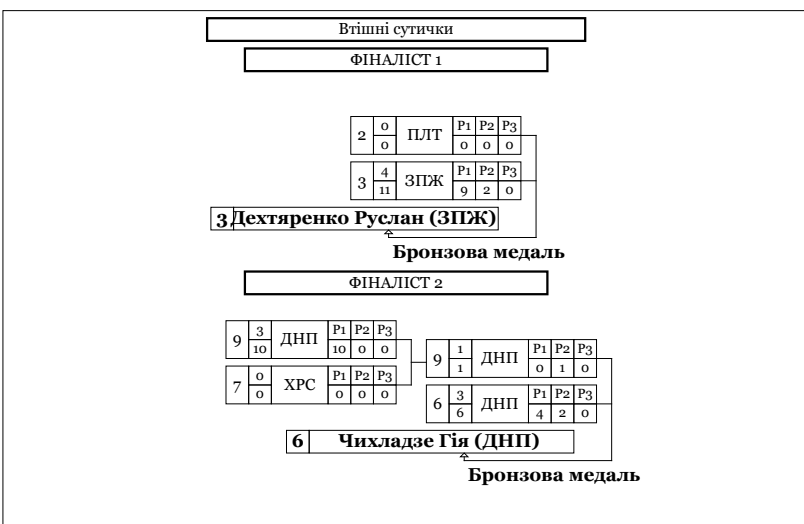 Втішні сутички
ФІНАЛІСТ 1
2 0 0 ПЛТ P1 P2 P3
0 0 0
3 4 11 ЗПЖ P1 P2 P3
9 2 0
3 Дехтяренко Руслан (ЗПЖ)
Бронзова медаль
ФІНАЛІСТ 2
9 3 10 ДНП P1 P2 P3
10 0 0
7 0 0 ХРС P1 P2 P3
0 0 0
9 1 1 ДНП P1 P2 P3
0 1 0
6 3 6 ДНП P1 P2 P3
4 2 0
6 Чихладзе Гія (ДНП)
Бронзова медаль